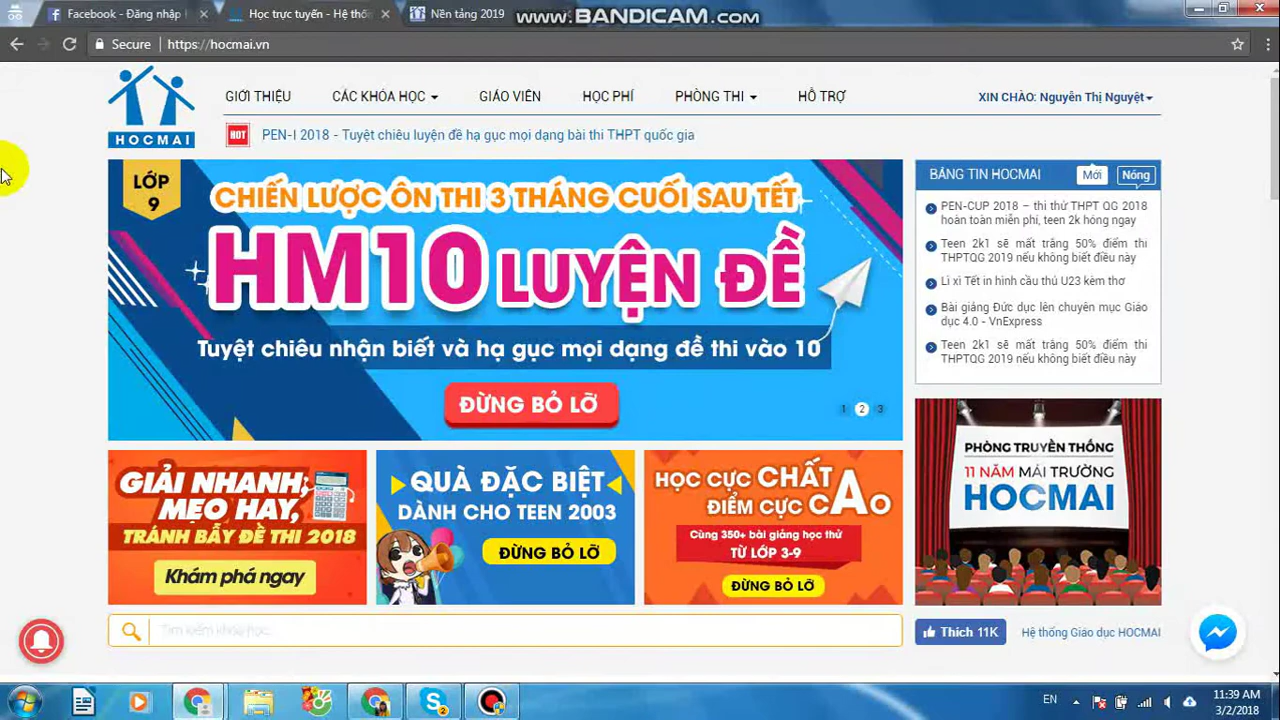 Facebook - Đăng nhập
Học trực tuyến - Hệ thố
Nền tảng 2019
www.BANDICAM.com
Secure
https://hocmai.vn
HOCMAI
GIỚI THIỆU
CÁC KHÓA HỌC
GIÁO VIÊN
HỌC PHÍ
PHÒNG THI
HỖ TRỢ
XIN CHÀO: Nguyễn Thị Nguyệt
HOT
PEN-I 2018 - Tuyệt chiêu luyện đề hạ gục mọi dạng bài thi THPT quốc gia
LỚP
9
CHIẾN LƯỢC ÔN THI 3 THÁNG CUỐI SAU TẾT
HM10 LUYỆN ĐỀ
Tuyệt chiêu nhận biết và hạ gục mọi dạng đề thi vào 10
ĐỪNG BỎ LỠ
1 2 3
BẢNG TIN HOCMAI
Mới
Nóng
PEN-CUP 2018 – thi thử THPT QG 2018
hoàn toàn miễn phí, teen 2k hóng ngay
Teen 2k1 sẽ mất trắng 50% điểm thi
THPTQG 2019 nếu không biết điều này
Lì xì Tết in hình cầu thủ U23 kèm thơ
Bài giảng Đức dục lên chuyên mục Giáo
dục 4.0 - VnExpress
Teen 2k1 sẽ mất trắng 50% điểm thi
THPTQG 2019 nếu không biết điều này
GIẢI NHANH,
MẸO HAY,
TRÁNH BẪY ĐỀ THI 2018
Khám phá ngay
QUÀ ĐẶC BIỆT
DÀNH CHO TEEN 2003
ĐỪNG BỎ LỠ
HỌC CỰC CHẤT
ĐIỂM CỰC CAO
Cùng 350+ bài giảng học thử
TỪ LỚP 3-9
ĐỪNG BỎ LỠ
PHÒNG TRUYỀN THỐNG
11 NĂM MÁI TRƯỜNG
HOCMAI
Tìm kiếm khóa học...
Thích 11K
Hệ thống Giáo dục HOCMAI
EN
11:39 AM
3/2/2018